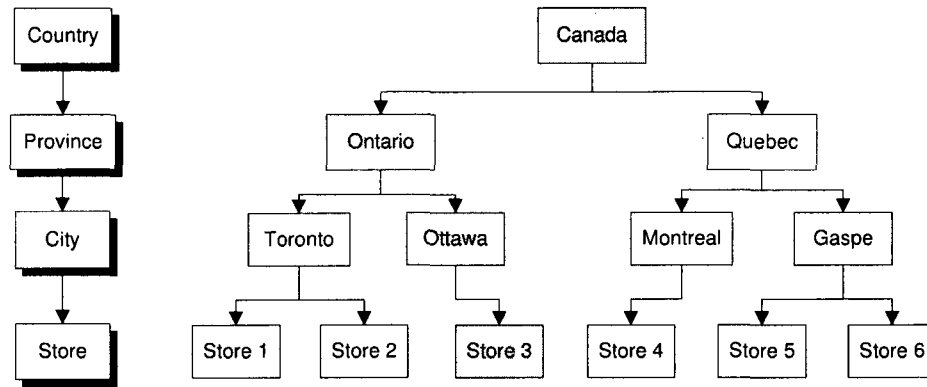 Country
Canada
Province
Ontario
Quebec
City
Toronto
Ottawa
Montreal
Gaspe
Store
Store 1
Store 2
Store 3
Store 4
Store 5
Store 6